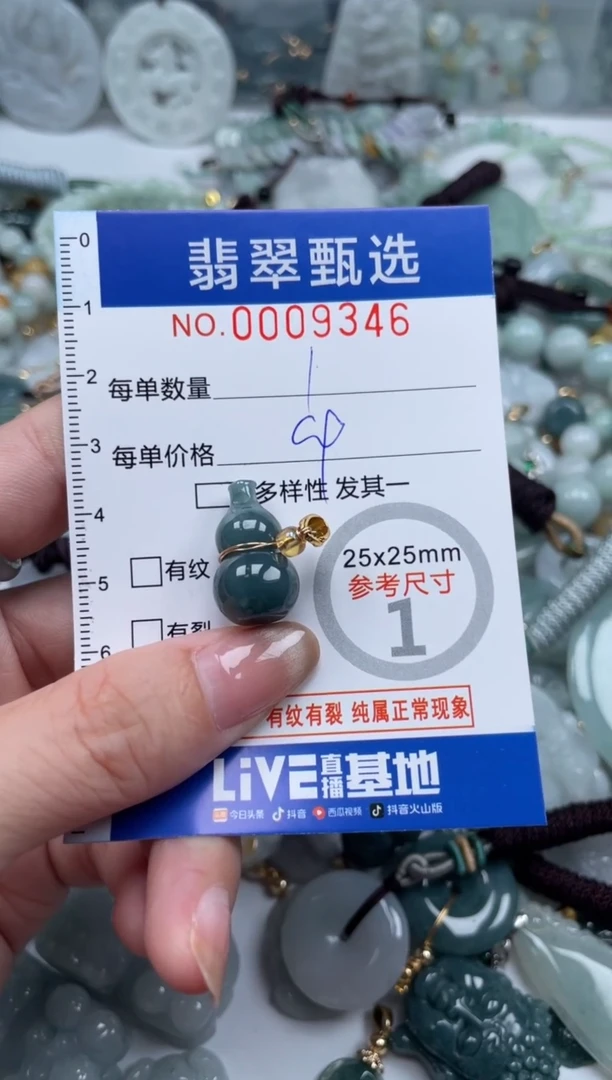 0
翡翠甄选
1
NO.0009346
2
每单数量
3
每单价格
多样性 发其一
4
25x25mm
有纹
参考尺寸
5
1
有裂
6
有纹有裂 纯属正常现象
LiVE直播基地
今日头条 抖音 西瓜视频 抖音火山版